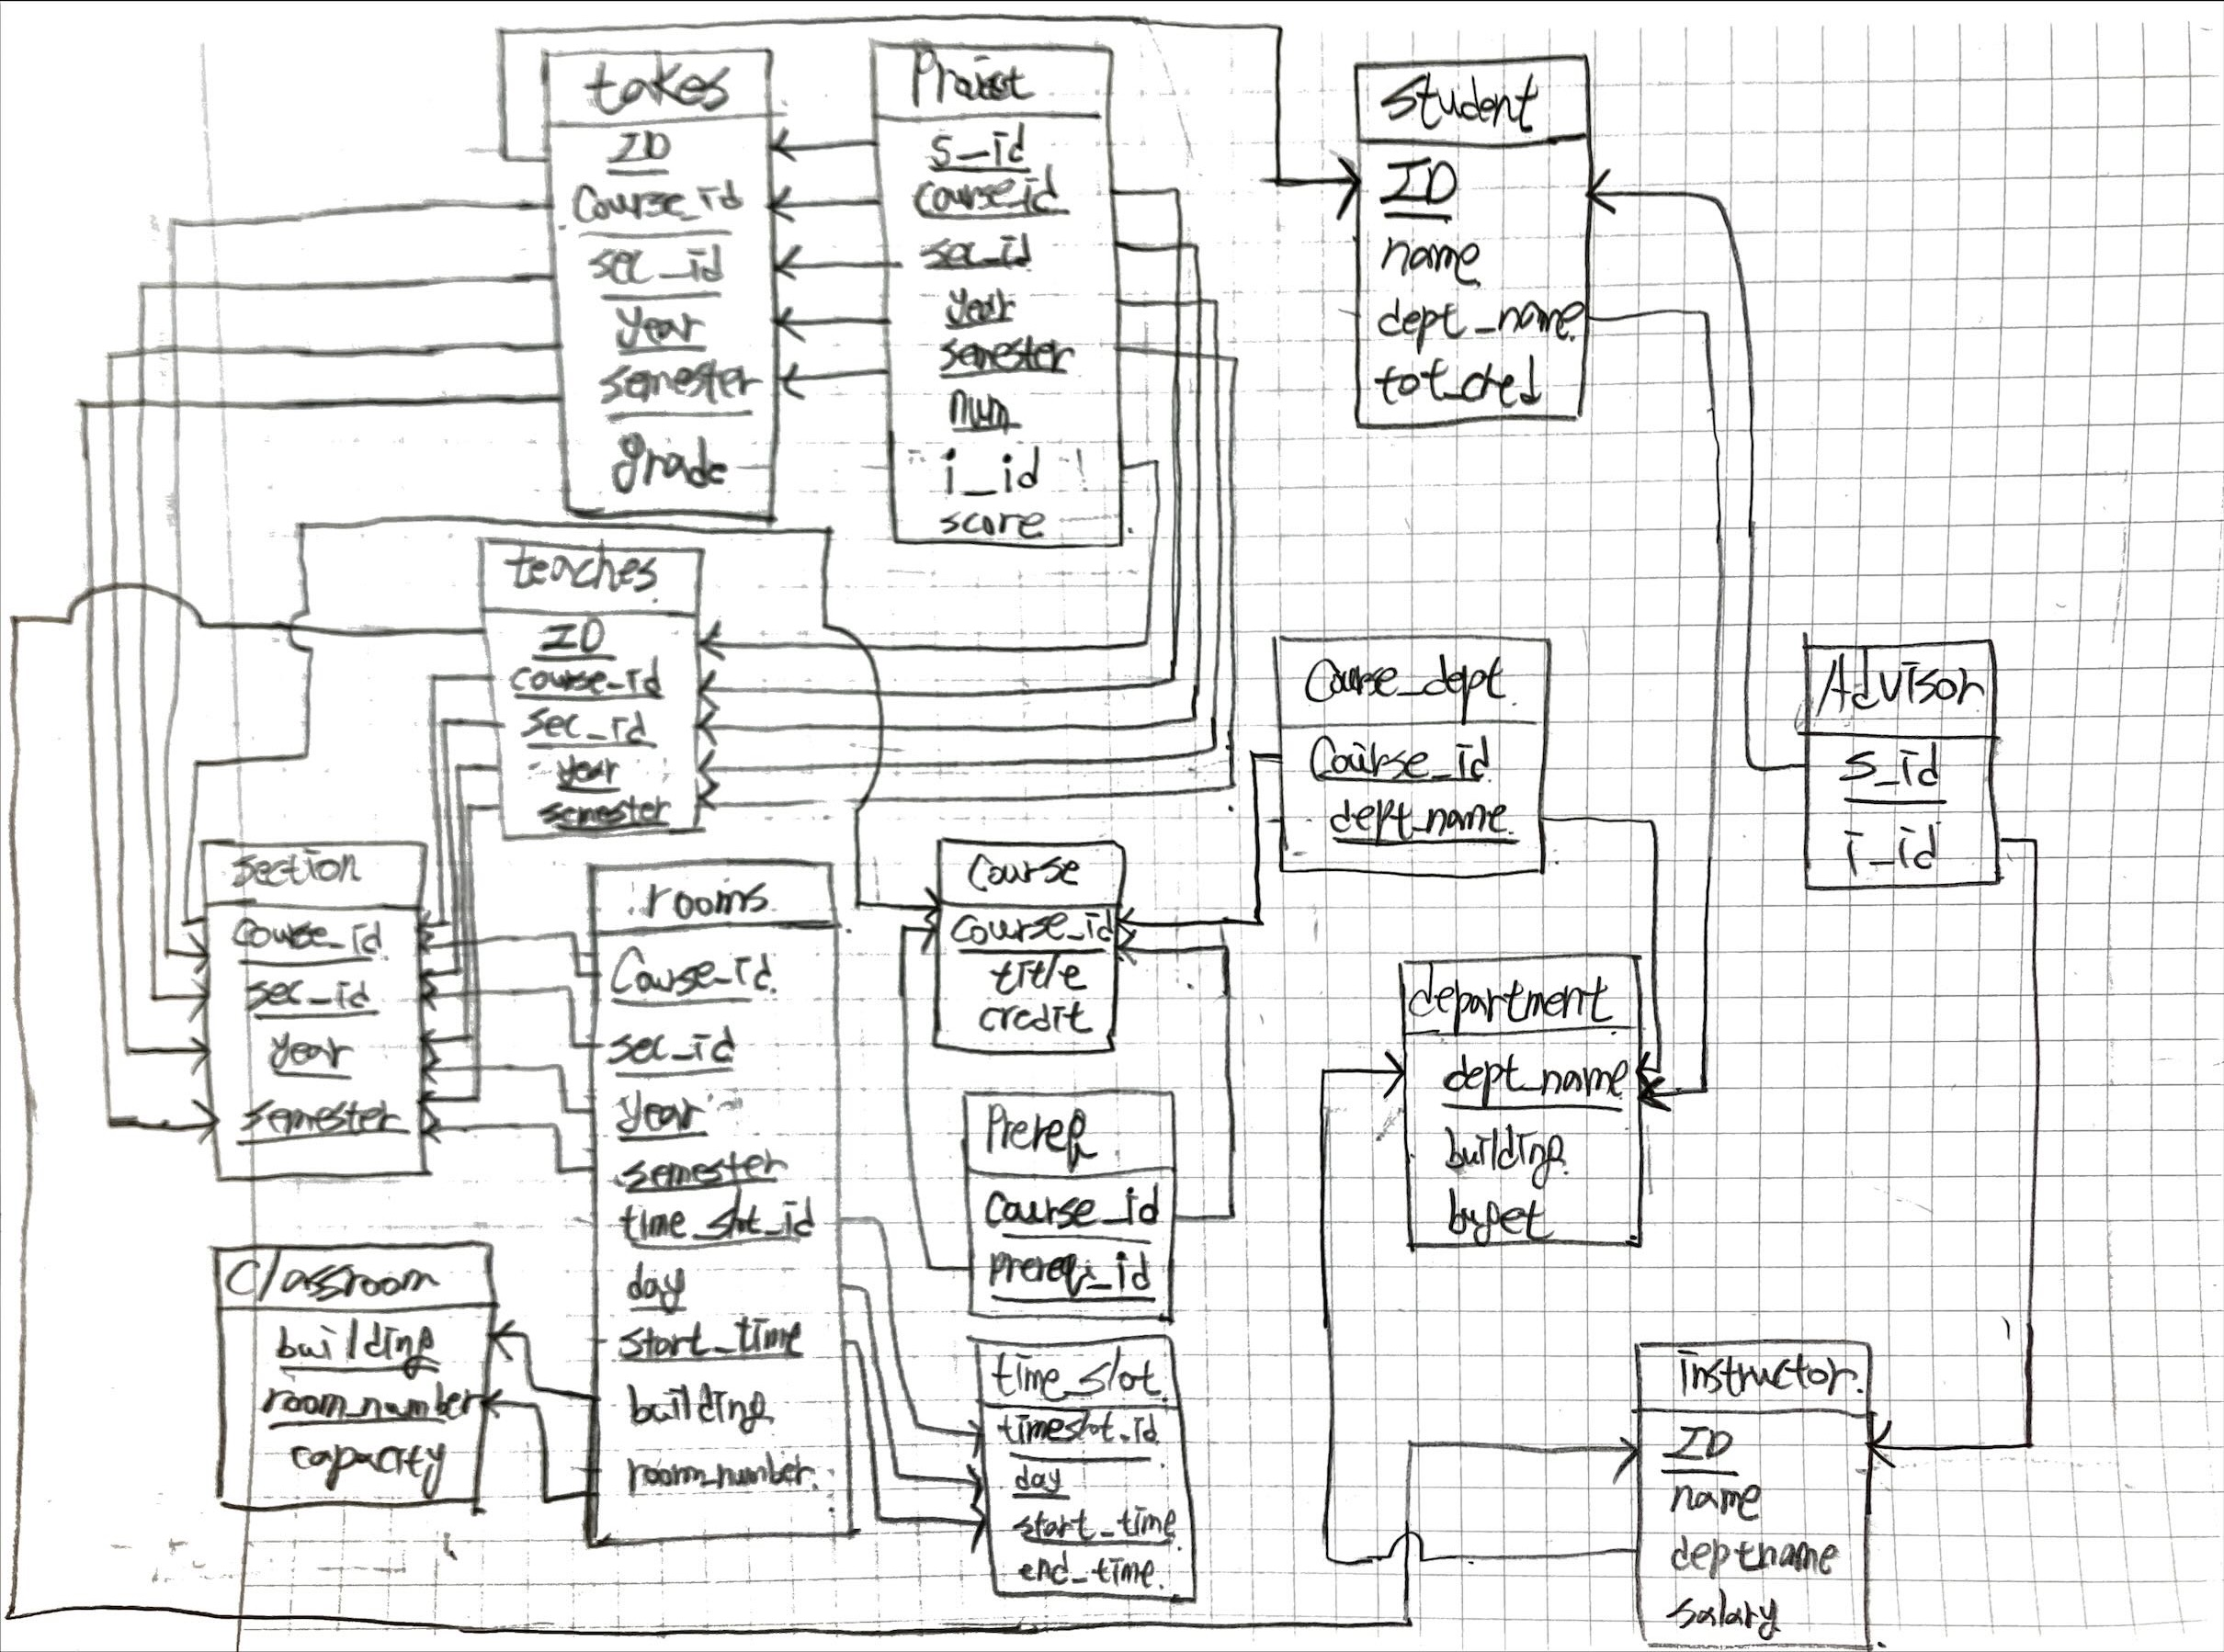 takes
ID
Course_id
sec_id
year
semester
grade
s_id
course_id
sec_id
year
semester
num
i_id
score
student
ID
name
dept_name
tot_cred
teaches
ID
course_id
sec_id
year
semester
Course_dept
Course_id
dept_name
Advisor
s_id
i_id
section
course_id
sec_id
year
semester
rooms
Course_id
sec_id
year
semester
time_slot_id
day
start_time
building
room_number
Course
course_id
title
credit
department
dept_name
building
Prereq
Course_id
prereq_id
Classroom
building
room_number
capacity
time_slot
timeslot_id
day
start_time
end_time
instructor
ID
name
deptname
salary